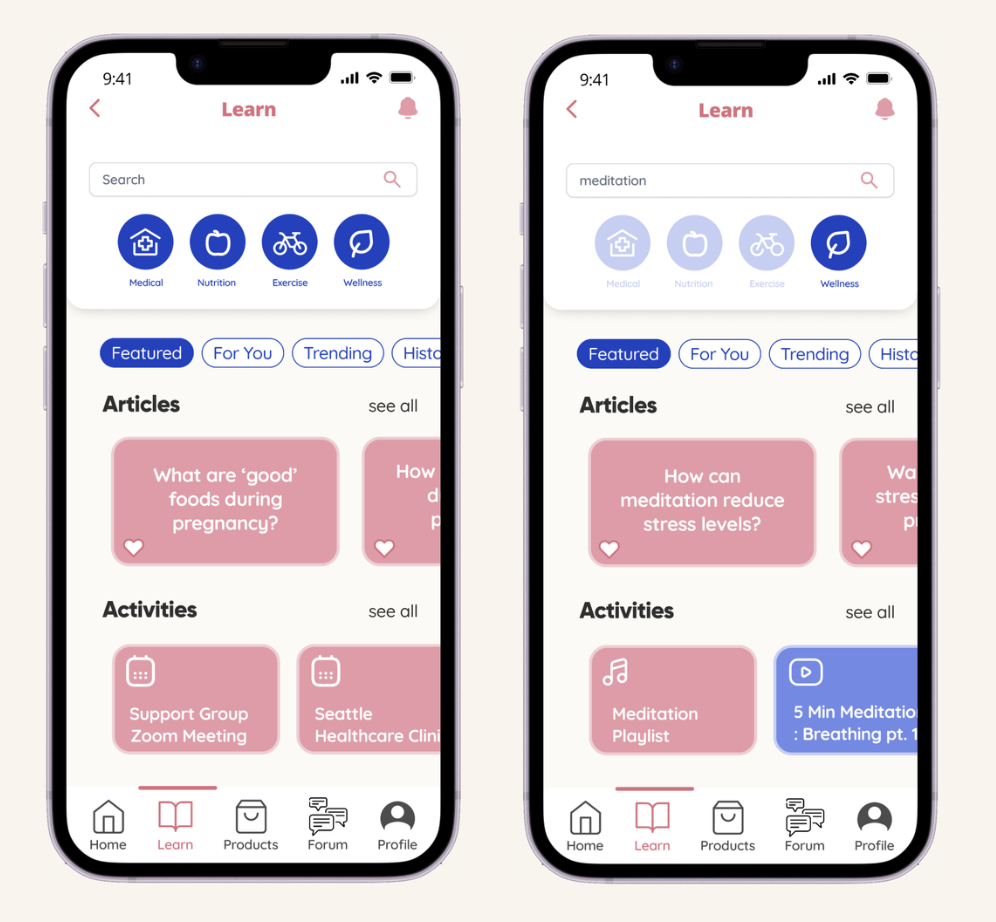 9:41
Learn
Search
Medical Nutrition Exercise Wellness
Featured For You Trending Histo
Articles see all
What are ‘good’
foods during
pregnancy?
How
d
p
Activities see all
Support Group
Zoom Meeting
Seattle
Healthcare Clini
Home Learn Products Forum Profile
9:41
Learn
meditation
Medical Nutrition Exercise Wellness
Featured For You Trending Histo
Articles see all
How can
meditation reduce
stress levels?
Wa
stres
p
Activities see all
Meditation
Playlist
5 Min Meditatio
: Breathing pt. 1
Home Learn Products Forum Profile